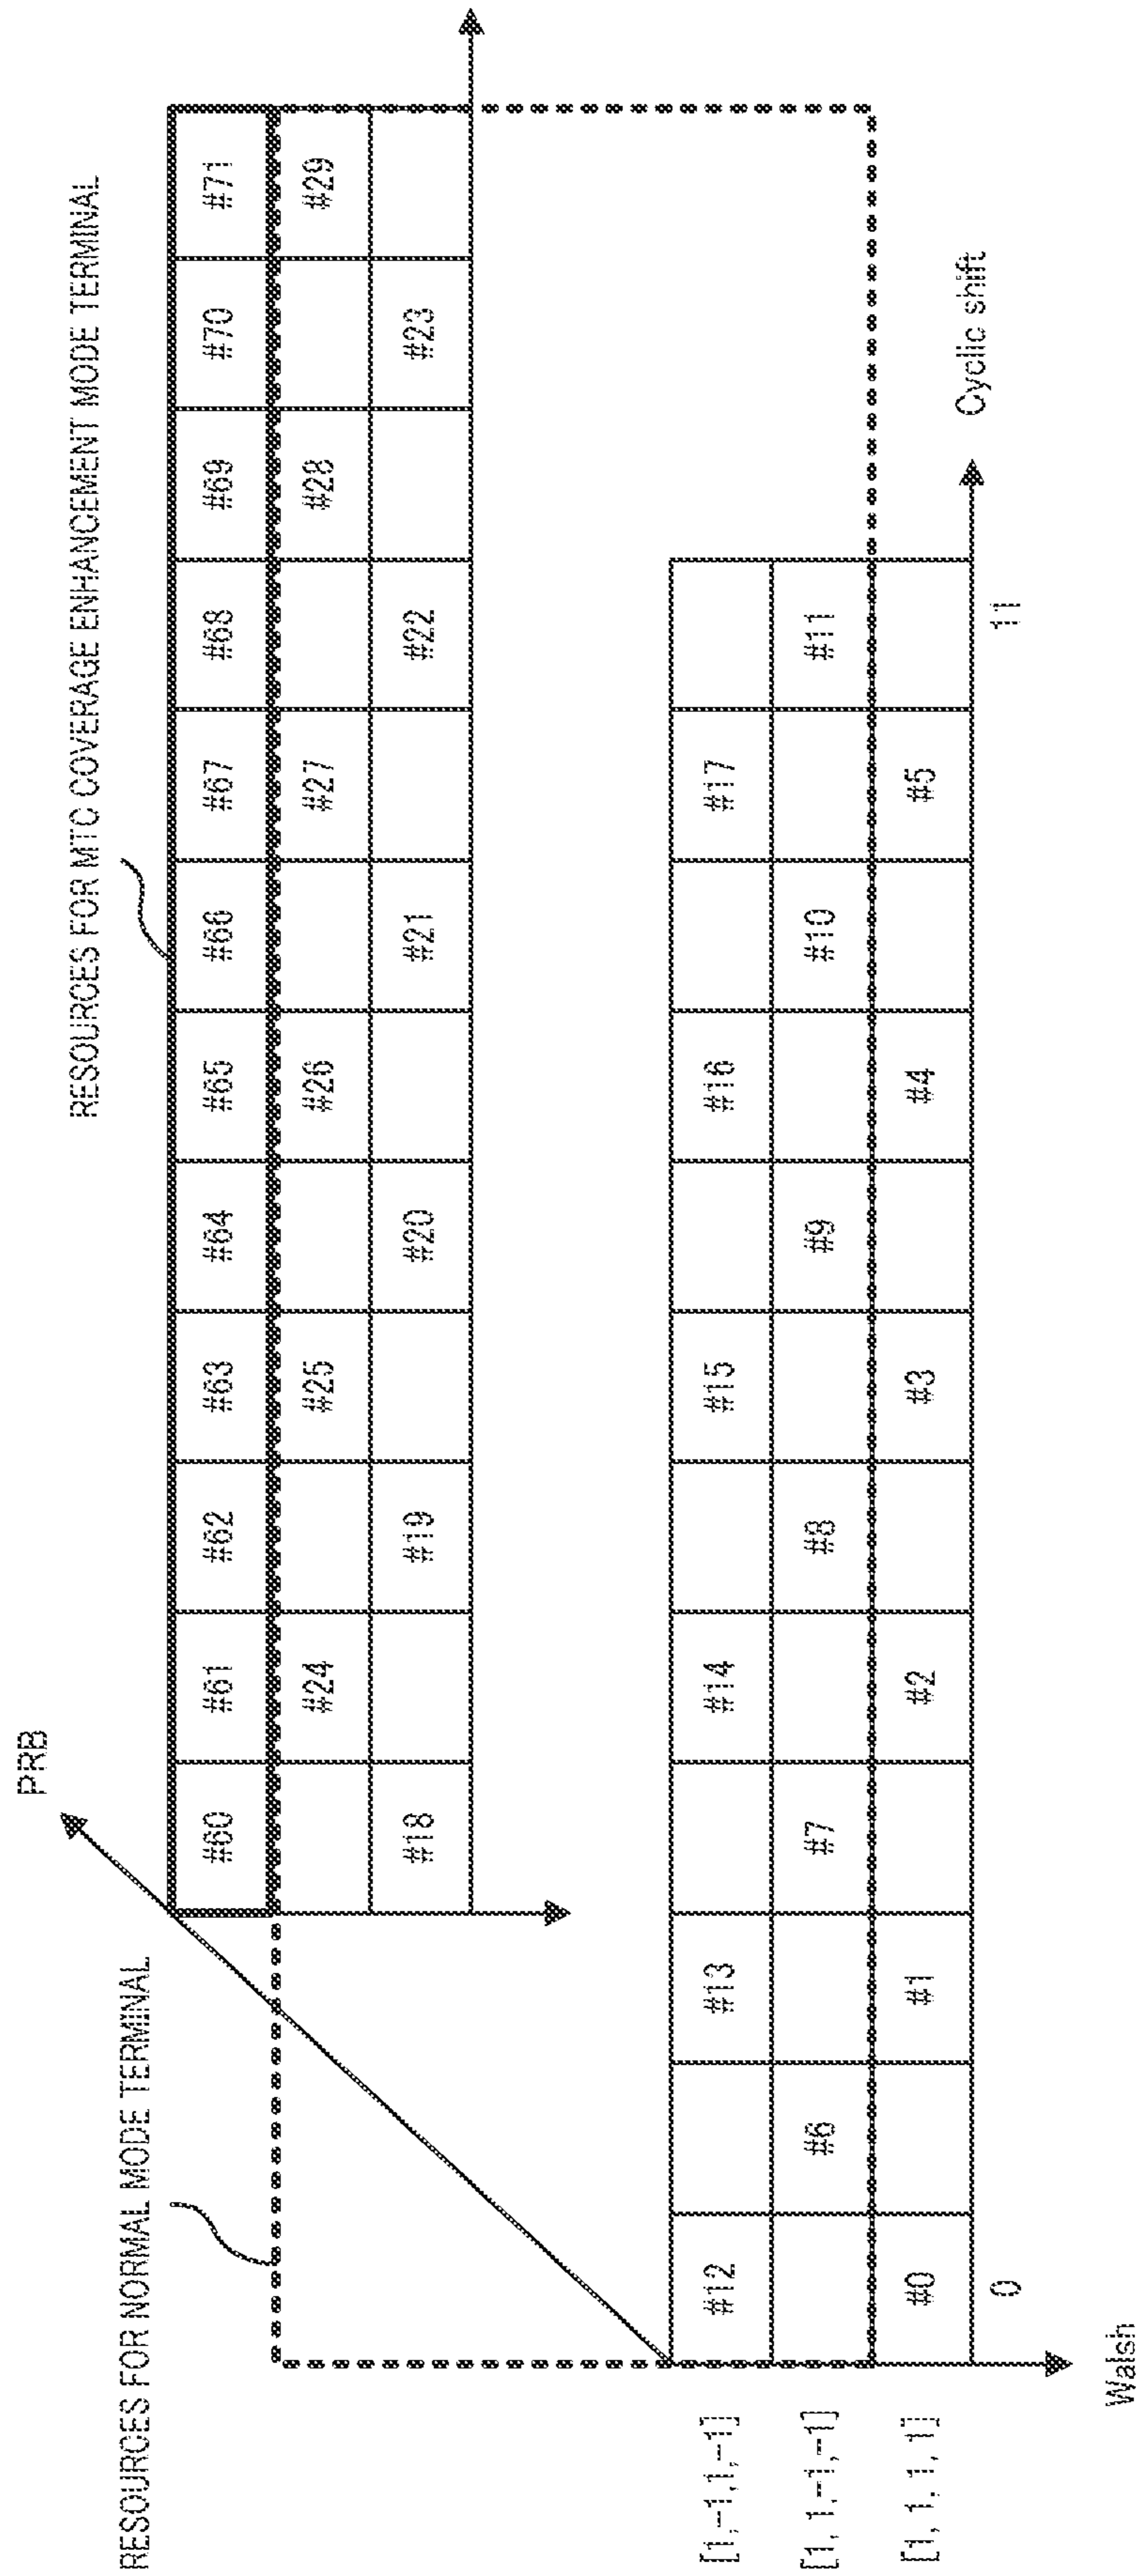 RESOURCES FOR MTC COVERAGE ENHANCEMENT MODE TERMINAL
RESOURCES FOR NORMAL MODE TERMINAL
PRB
#60 #61 #62 #63 #64 #65 #66 #67 #68 #69 #70 #71
#24 #25 #26 #27 #28 #29
#18 #19 #20 #21 #22 #23
[1,-1,1,-1] #12 #13 #14 #15 #16 #17
[1, 1,-1,-1] #6 #7 #8 #9 #10 #11
[1, 1, 1, 1] #0 #1 #2 #3 #4 #5
0 11
Cyclic shift
Walsh